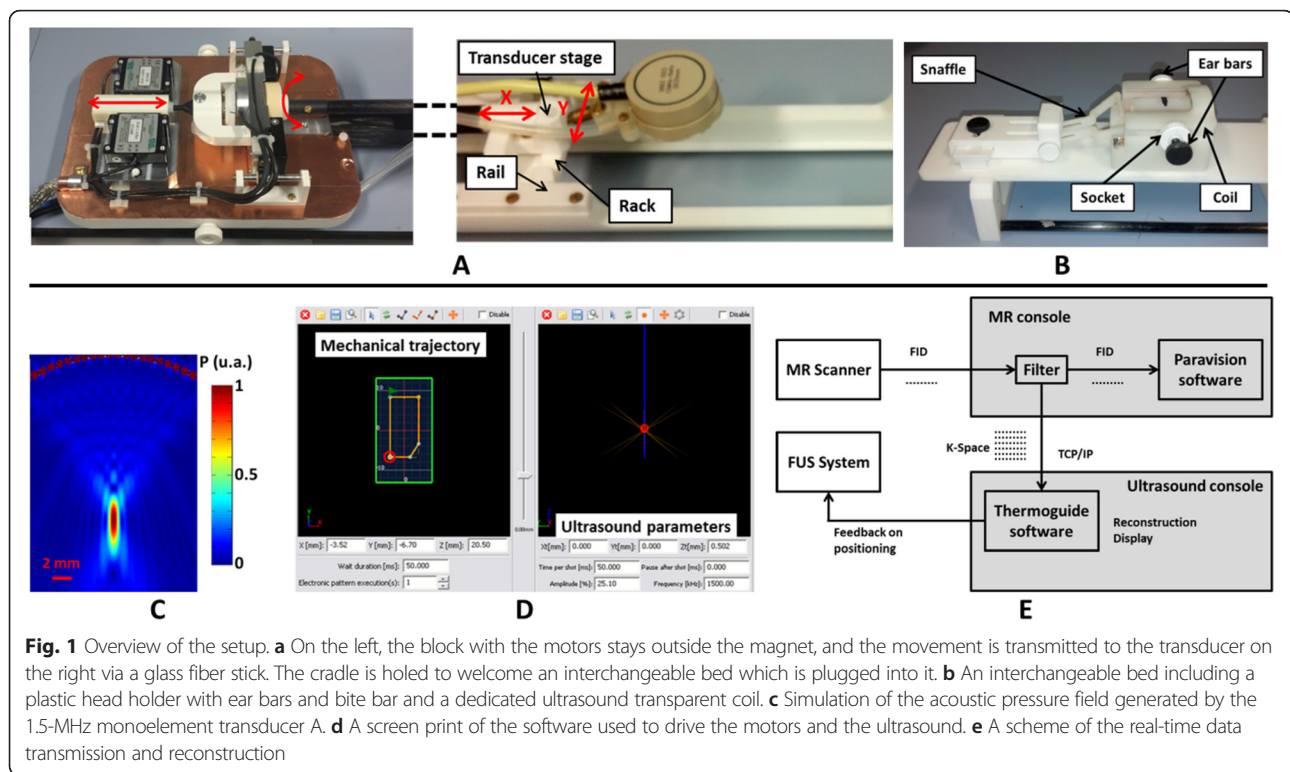 Transducer stage
X
Y
Rail
Rack
A
Snaffle
Ear bars
Socket
Coil
B
P (u.a.)
1
0.5
0
2 mm
C
Disable
Mechanical trajectory
X [mm]: -3.52 Y [mm]: -6.70 Z [mm]: 20.50
Wait duration [ms]: 50.000
Electronic pattern execution(s): 1
0.00mm
Disable
Ultrasound parameters
Xt[mm]: 0.000 Yt[mm]: 0.000 Zt[mm]: 0.502
Time per shot [ms]: 50.000 Pause after shot [ms]: 0.000
Amplitude [%]: 25.10 Frequency [kHz]: 1500.00
D
MR console
MR Scanner
FID
Filter
FID
Paravision
software
K-Space
TCP/IP
FUS System
Ultrasound console
Thermoguide
software
Reconstruction
Display
Feedback on
positioning
E
Fig. 1 Overview of the setup. a On the left, the block with the motors stays outside the magnet, and the movement is transmitted to the transducer on
the right via a glass fiber stick. The cradle is holed to welcome an interchangeable bed which is plugged into it. b An interchangeable bed including a
plastic head holder with ear bars and bite bar and a dedicated ultrasound transparent coil. c Simulation of the acoustic pressure field generated by the
1.5-MHz monoelement transducer A. d A screen print of the software used to drive the motors and the ultrasound. e A scheme of the real-time data
transmission and reconstruction